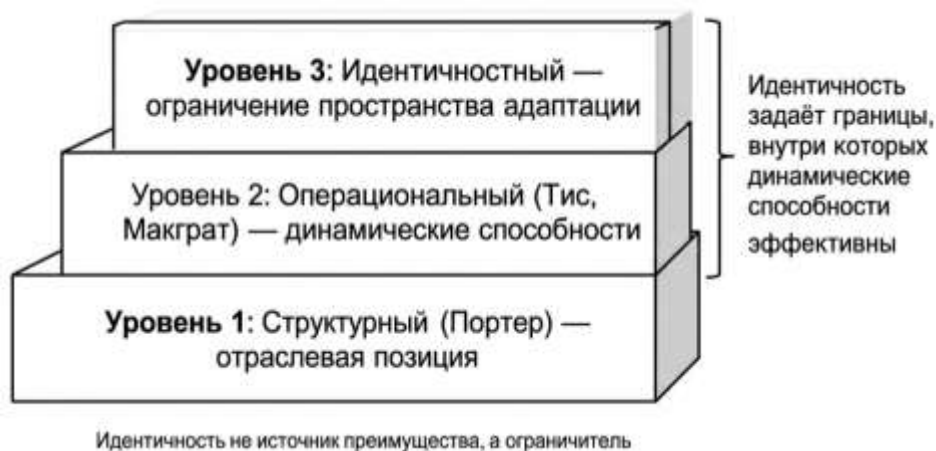 Уровень 3: Идентичностный —
ограничение пространства адаптации
Уровень 2: Операциональный (Тис,
Макграт) — динамические способности
Уровень 1: Структурный (Портер) —
отраслевая позиция
Идентичность
задаёт границы,
внутри которых
динамические
способности
эффективны
Идентичность не источник преимущества, а ограничитель